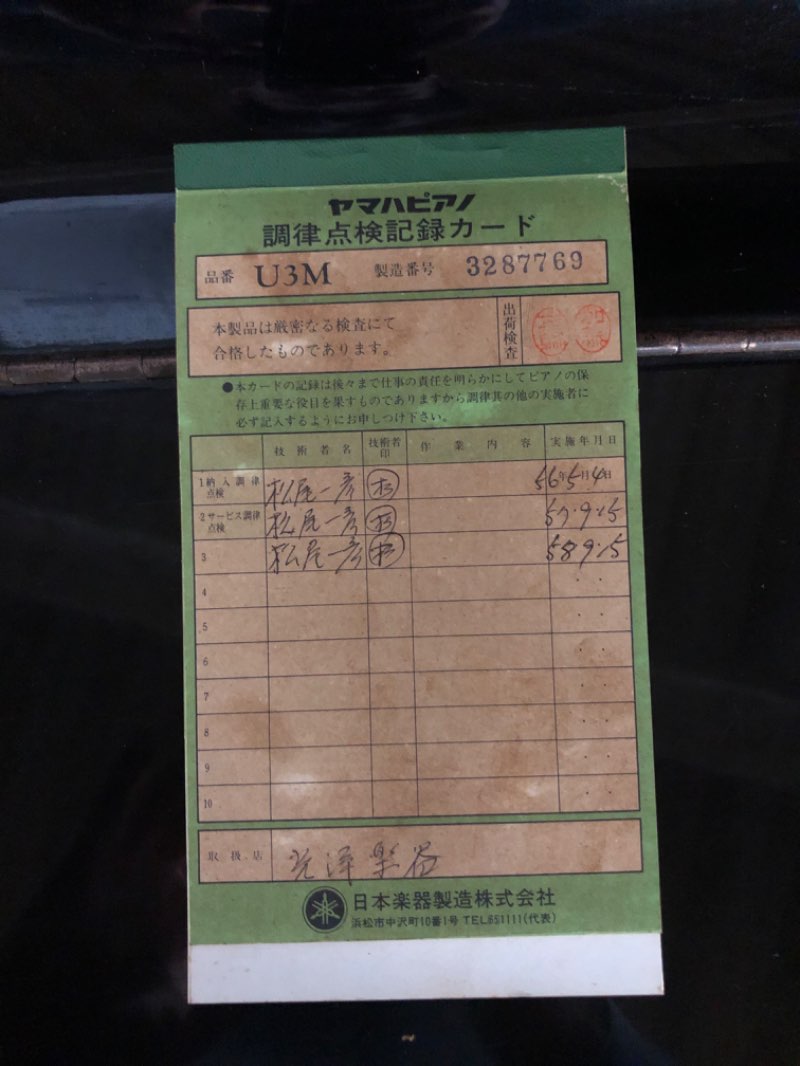 ヤマハピアノ
調律点検記録カード
品番 U3M 製造番号 3287769
本製品は厳密なる検査にて
合格したものであります。
出荷検査
●本カードの記録は後々まで仕事の責任を明らかにしてピアノの保
存上重要な役目を果すものでありますから調律其の他の実施者に
必ず記入するようにお申しつけ下さい。
技術者名 技術者印 作業内容 実施年月日
1 納入調律点検 松尾一彦 56年5月4日
2 サービス調律点検 松尾一彦 57.9.15
3 松尾一彦 58.9.15
4
5
6
7
8
9
10
取扱店 楽器
日本楽器製造株式会社
浜松市中沢町10番1号 TEL651111(代表)